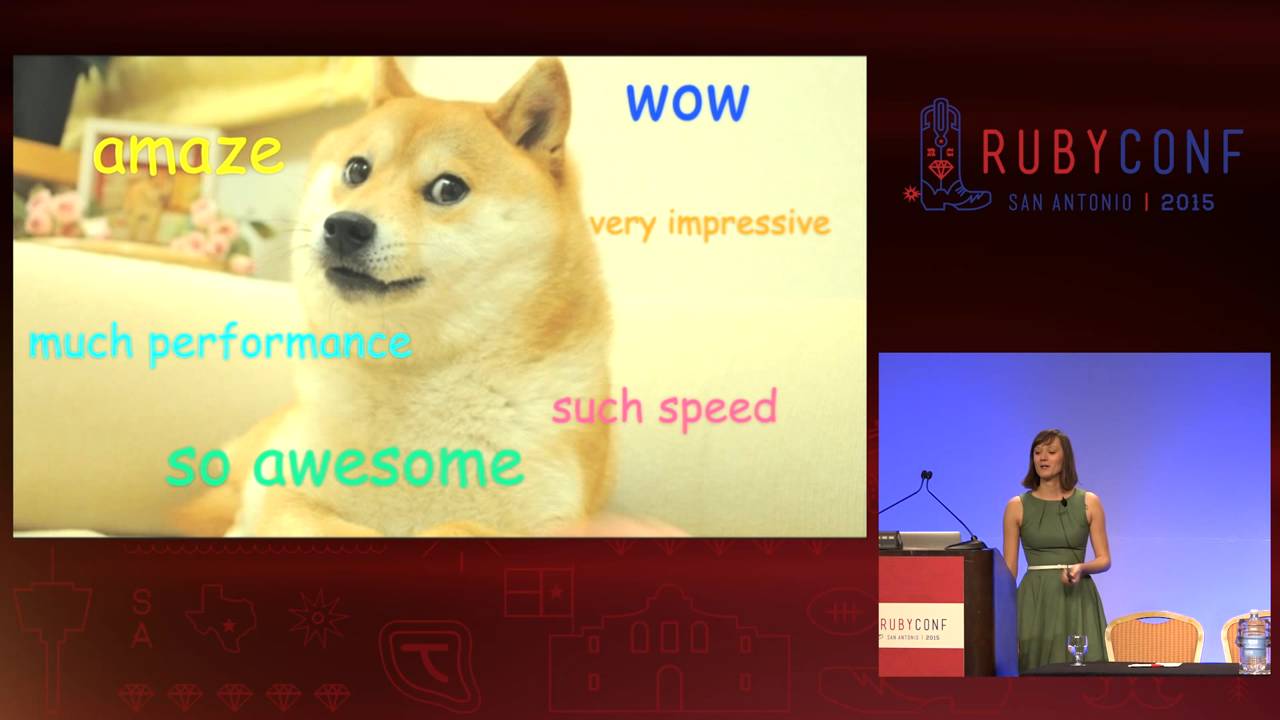 amaze
wow
very impressive
much performance
such speed
so awesome
RUBYCONF
SAN ANTONIO | 2015
RUBYCONF
SAN ANTONIO | 2015
S
A